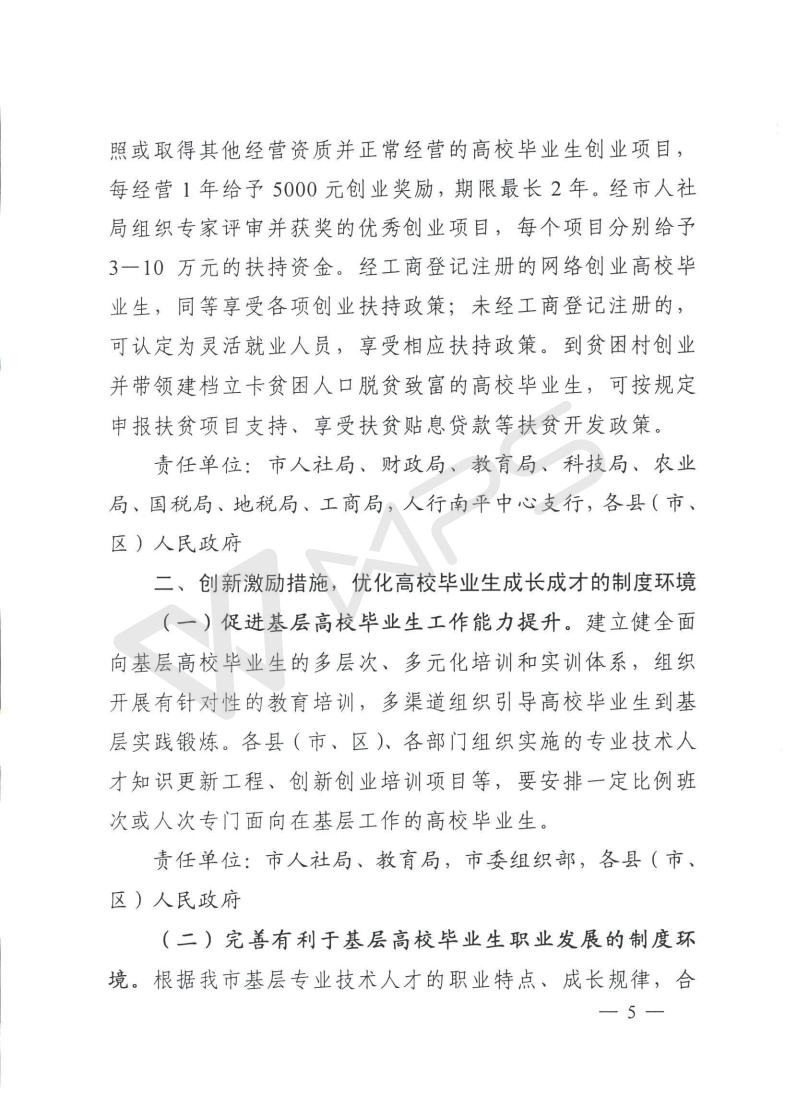 照或取得其他经营资质并正常经营的高校毕业生创业项目，
每经营 1 年给予 5000 元创业奖励，期限最长 2 年。经市人社
局组织专家评审并获奖的优秀创业项目，每个项目分别给予
3—10 万元的扶持资金。经工商登记注册的网络创业高校毕
业生，同等享受各项创业扶持政策；未经工商登记注册的，
可认定为灵活就业人员，享受相应扶持政策。到贫困村创业
并带领建档立卡贫困人口脱贫致富的高校毕业生，可按规定
申报扶贫项目支持、享受扶贫贴息贷款等扶贫开发政策。
责任单位：市人社局、财政局、教育局、科技局、农业
局、国税局、地税局、工商局，人行南平中心支行，各县（市、
区）人民政府
二、创新激励措施，优化高校毕业生成长成才的制度环境
（一）促进基层高校毕业生工作能力提升。建立健全面
向基层高校毕业生的多层次、多元化培训和实训体系，组织
开展有针对性的教育培训，多渠道组织引导高校毕业生到基
层实践锻炼。各县（市、区）、各部门组织实施的专业技术人
才知识更新工程、创新创业培训项目等，要安排一定比例班
次或人次专门面向在基层工作的高校毕业生。
责任单位：市人社局、教育局，市委组织部，各县（市、
区）人民政府
（二）完善有利于基层高校毕业生职业发展的制度环
境。根据我市基层专业技术人才的职业特点、成长规律，合
— 5 —
WPS